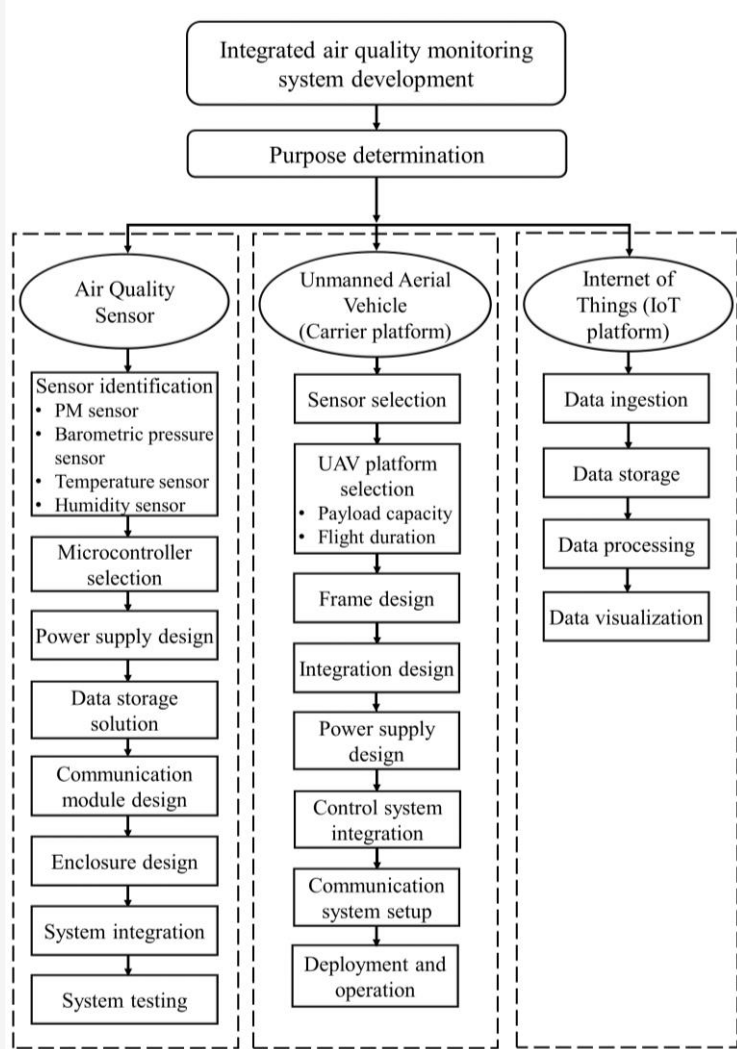 Integrated air quality monitoring
system development
Purpose determination
Air Quality
Sensor
Sensor identification
• PM sensor
• Barometric pressure
sensor
• Temperature sensor
• Humidity sensor
Microcontroller
selection
Power supply design
Data storage
solution
Communication
module design
Enclosure design
System integration
System testing
Unmanned Aerial
Vehicle
(Carrier platform)
Sensor selection
UAV platform
selection
• Payload capacity
• Flight duration
Frame design
Integration design
Power supply
design
Control system
integration
Communication
system setup
Deployment and
operation
Internet of
Things (IoT
platform)
Data ingestion
Data storage
Data processing
Data visualization